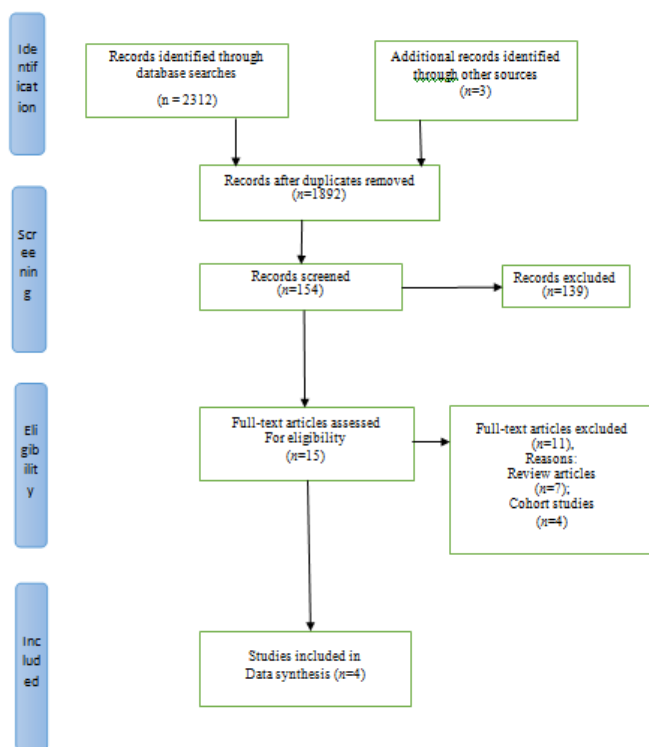 Ide
ntif
icat
ion
Records identified through
database searches
(n = 2312)
Additional records identified
through other sources
(n=3)
Records after duplicates removed
(n=1892)
Scr
ee
nin
g
Records screened
(n=154)
Records excluded
(n=139)
Eli
gib
ilit
y
Full-text articles assessed
For eligibility
(n=15)
Full-text articles excluded
(n=11),
Reasons:
Review articles
(n=7);
Cohort studies
(n=4)
Inc
lud
ed
Studies included in
Data synthesis (n=4)